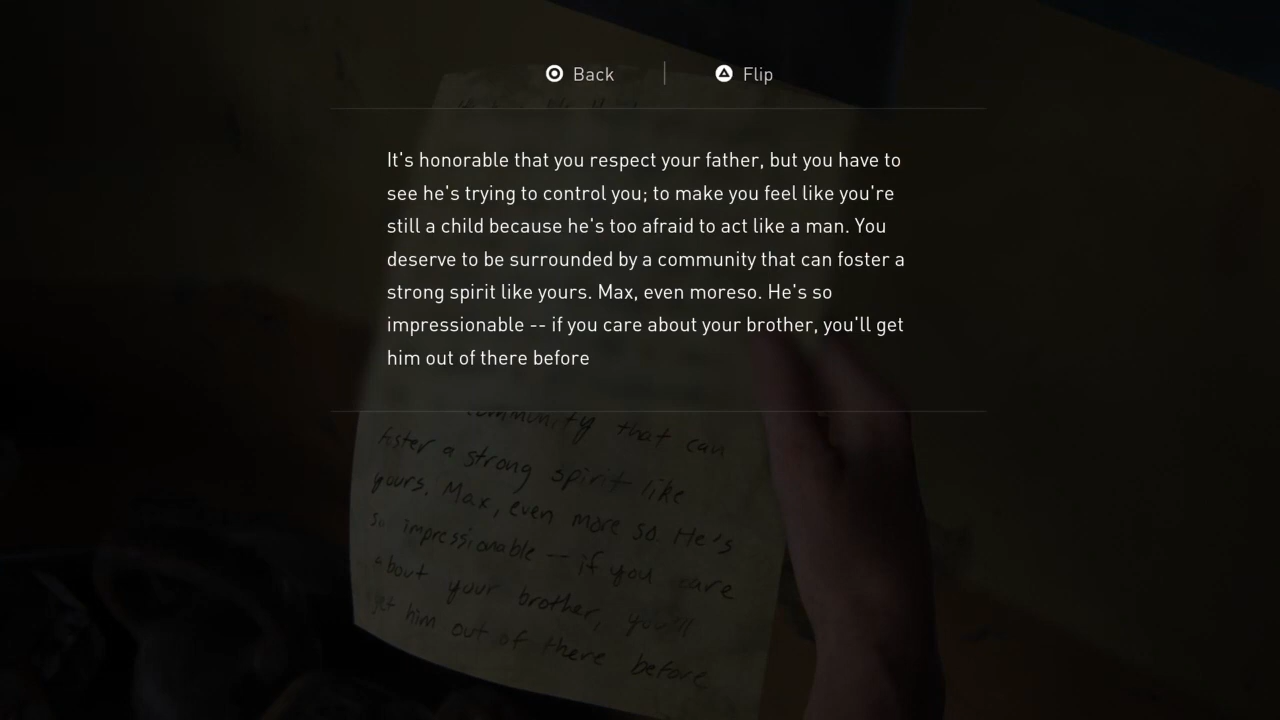 Back | Flip
It's honorable that you respect your father, but you have to
see he's trying to control you; to make you feel like you're
still a child because he's too afraid to act like a man. You
deserve to be surrounded by a community that can foster a
strong spirit like yours. Max, even moreso. He's so
impressionable -- if you care about your brother, you'll get
him out of there before
community that can
foster a strong spirit like
yours. Max, even more so. He's
so impressionable -- if you care
about your brother, you'll
get him out of there before